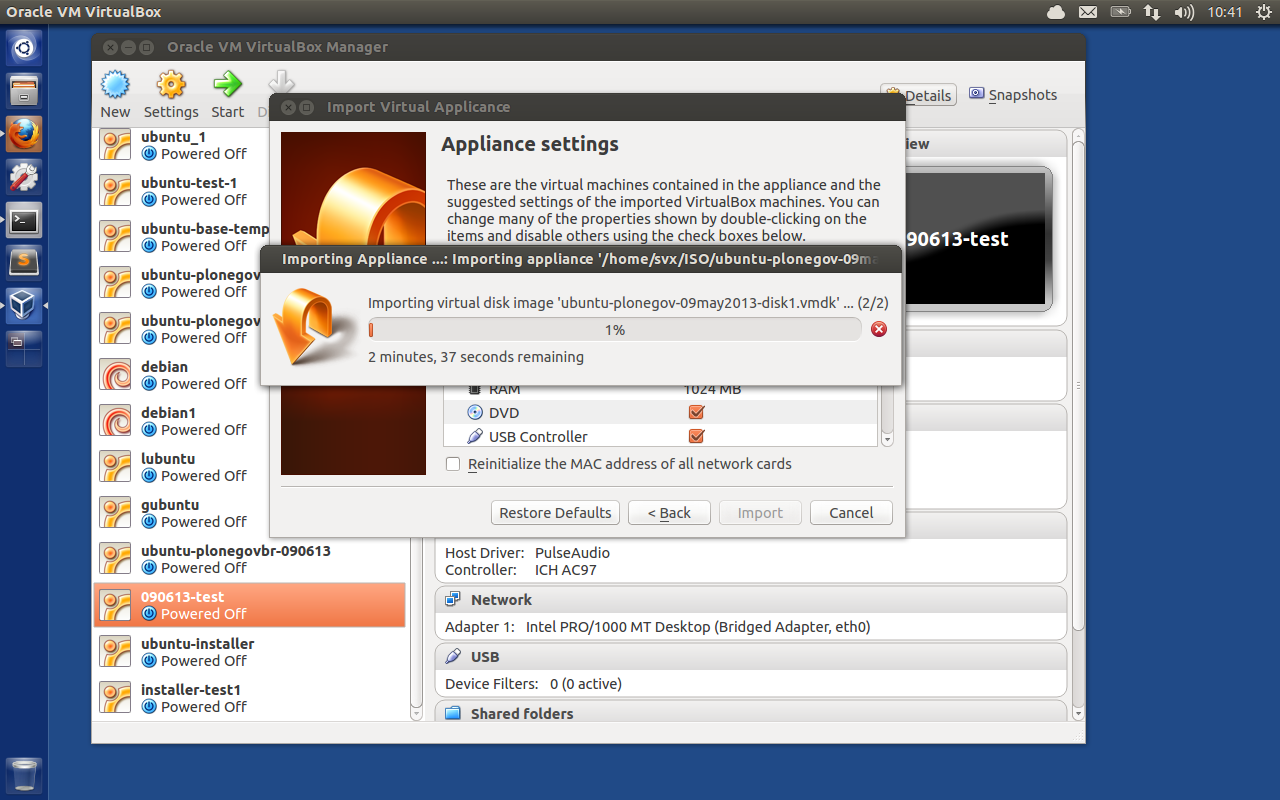 Oracle VM VirtualBox
10:41
Oracle VM VirtualBox Manager
New
Settings
Start
D
Details
Snapshots
ubuntu_1
Powered Off
ubuntu-test-1
Powered Off
ubuntu-base-temp
Powered Off
ubuntu-plonegov
Powered Off
ubuntu-plonegov
Powered Off
debian
Powered Off
debian1
Powered Off
lubuntu
Powered Off
gubuntu
Powered Off
ubuntu-plonegovbr-090613
Powered Off
090613-test
Powered Off
ubuntu-installer
Powered Off
installer-test1
Powered Off
Import Virtual Applicance
Appliance settings
These are the virtual machines contained in the appliance and the
suggested settings of the imported VirtualBox machines. You can
change many of the properties shown by double-clicking on the
items and disable others using the check boxes below.
Importing Appliance ...: Importing appliance '/home/svx/ISO/ubuntu-plonegov-09ma
Importing virtual disk image 'ubuntu-plonegov-09may2013-disk1.vmdk' ... (2/2)
1%
2 minutes, 37 seconds remaining
RAM 1024 MB
DVD
USB Controller
Reinitialize the MAC address of all network cards
Restore Defaults
< Back
Import
Cancel
iew
90613-test
Host Driver: PulseAudio
Controller: ICH AC97
Network
Adapter 1: Intel PRO/1000 MT Desktop (Bridged Adapter, eth0)
USB
Device Filters: 0 (0 active)
Shared folders